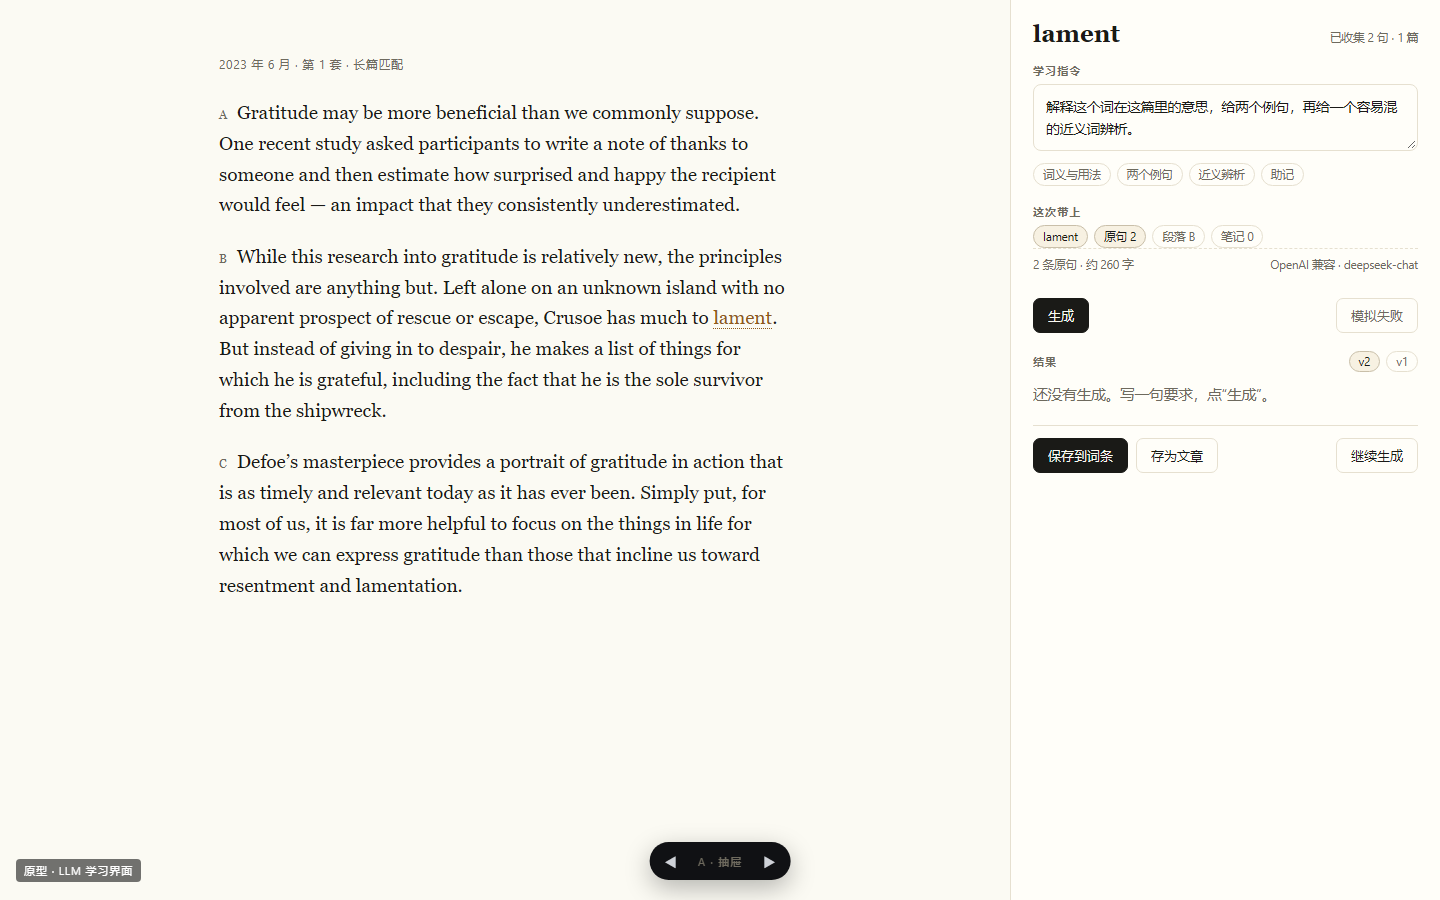 2023 年 6 月 · 第 1 套 · 长篇匹配
A Gratitude may be more beneficial than we commonly suppose.
One recent study asked participants to write a note of thanks to
someone and then estimate how surprised and happy the recipient
would feel — an impact that they consistently underestimated.
B While this research into gratitude is relatively new, the principles
involved are anything but. Left alone on an unknown island with no
apparent prospect of rescue or escape, Crusoe has much to lament.
But instead of giving in to despair, he makes a list of things for
which he is grateful, including the fact that he is the sole survivor
from the shipwreck.
C Defoe’s masterpiece provides a portrait of gratitude in action that
is as timely and relevant today as it has ever been. Simply put, for
most of us, it is far more helpful to focus on the things in life for
which we can express gratitude than those that incline us toward
resentment and lamentation.
原型 · LLM 学习界面
◀ A · 抽屉 ▶
lament 已收集 2 句 · 1 篇
学习指令
解释这个词在这篇里的意思，给两个例句，再给一个容易混
的近义词辨析。
词义与用法 两个例句 近义辨析 助记
这次带上
lament 原句 2 段落 B 笔记 0
2 条原句 · 约 260 字 OpenAI 兼容 · deepseek-chat
生成 模拟失败
结果 v2 v1
还没有生成。写一句要求，点“生成”。
保存到词条 存为文章 继续生成